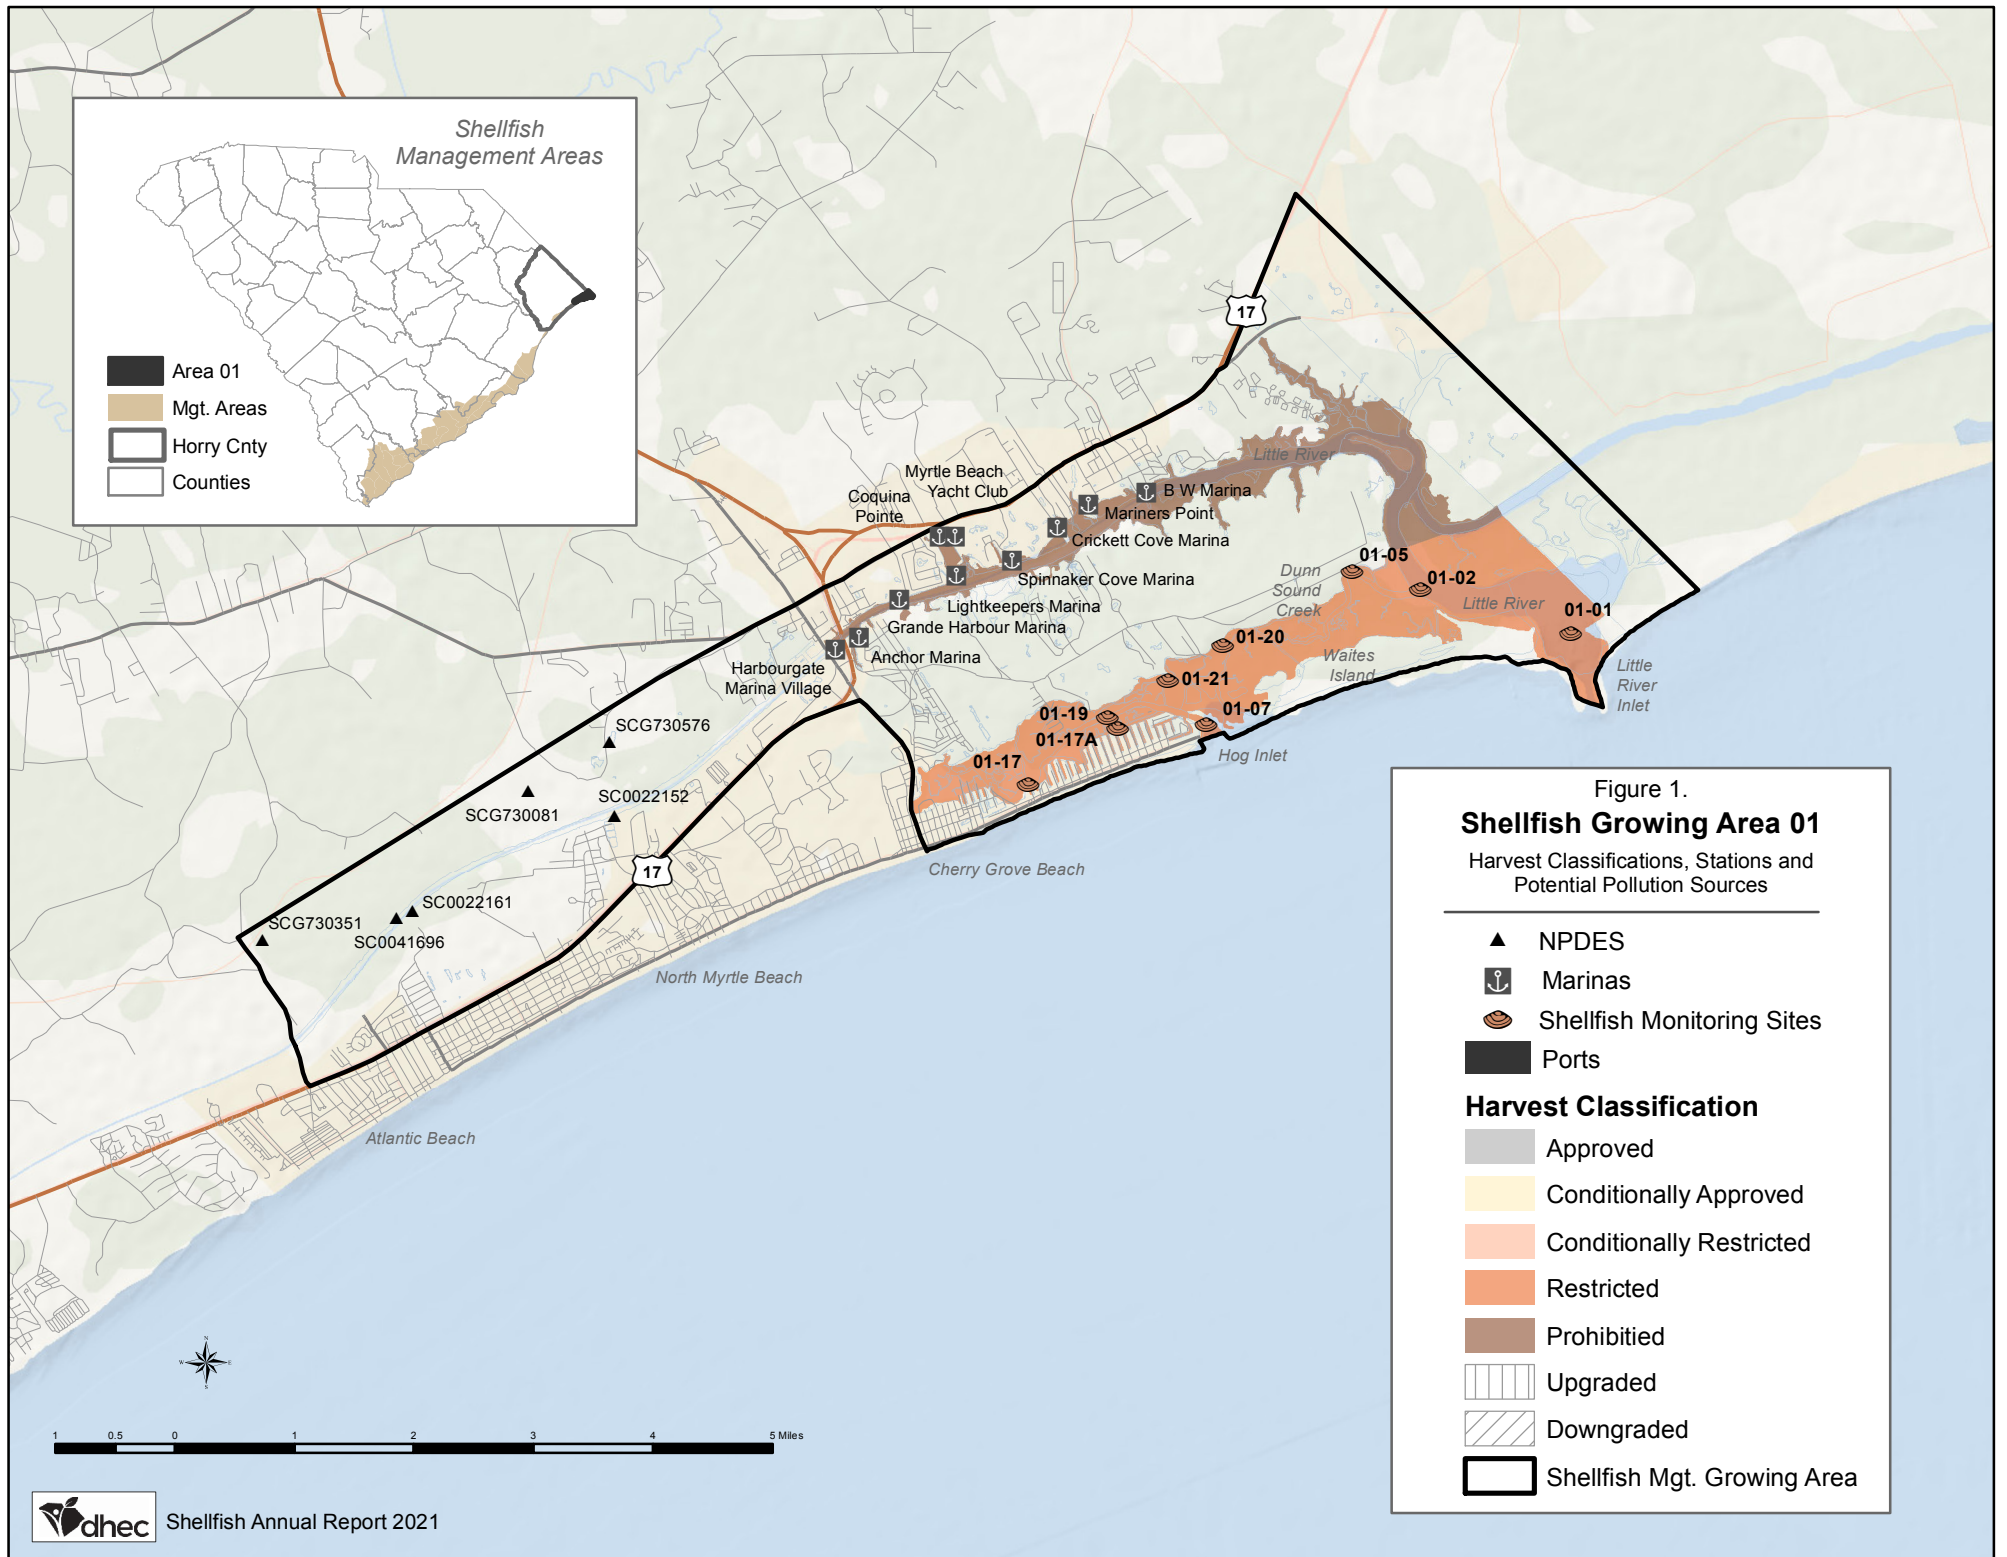 Shellfish
Management Areas
Area 01
Mgt. Areas
Horry Cnty
Counties
17
Little River
Myrtle Beach
Yacht Club
Coquina
Pointe
B W Marina
Mariners Point
Crickett Cove Marina
Spinnaker Cove Marina
Lightkeepers Marina
Grande Harbour Marina
Anchor Marina
Harbourgate
Marina Village
01-05
Dunn
Sound
Creek
01-02
Little River
01-01
01-20
Waites
Island
01-21
Little
River
Inlet
01-19
01-07
01-17A
01-17
Hog Inlet
SCG730576
SCG730081
SC0022152
17
Cherry Grove Beach
SC0022161
SCG730351
SC0041696
North Myrtle Beach
Atlantic Beach
Figure 1.
Shellfish Growing Area 01
Harvest Classifications, Stations and
Potential Pollution Sources
NPDES
Marinas
Shellfish Monitoring Sites
Ports
Harvest Classification
Approved
Conditionally Approved
Conditionally Restricted
Restricted
Prohibitied
Upgraded
Downgraded
Shellfish Mgt. Growing Area
N
W E
S
1 0.5 0 1 2 3 4 5 Miles
dhec
Shellfish Annual Report 2021